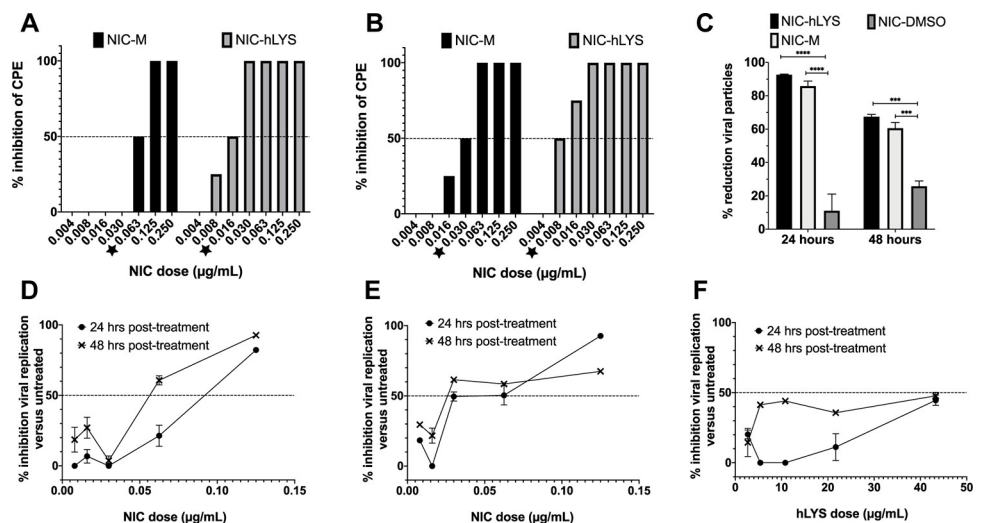 A
NIC-M NIC-hLYS
% inhibition of CPE
100
50
0
0.004 0.008 0.016 0.030 0.063 0.125 0.250 0.004 0.008 0.016 0.030 0.063 0.125 0.250
NIC dose (µg/mL)
B
NIC-M NIC-hLYS
% inhibition of CPE
100
50
0
0.004 0.008 0.016 0.030 0.063 0.125 0.250 0.004 0.008 0.016 0.030 0.063 0.125 0.250
NIC dose (µg/mL)
C
NIC-hLYS NIC-DMSO
NIC-M
% reduction viral particles
100
80
60
40
20
0
****
****
***
***
24 hours 48 hours
D
24 hrs post-treatment
48 hrs post-treatment
% inhibition viral replication
versus untreated
100
50
0
0.00 0.05 0.10 0.15
NIC dose (µg/mL)
E
24 hrs post-treatment
48 hrs post-treatment
% inhibition viral replication
versus untreated
100
50
0
0.00 0.05 0.10 0.15
NIC dose (µg/mL)
F
24 hrs post-treatment
48 hrs post-treatment
% inhibition viral replication
versus untreated
100
50
0
0 10 20 30 40 50
hLYS dose (µg/mL)